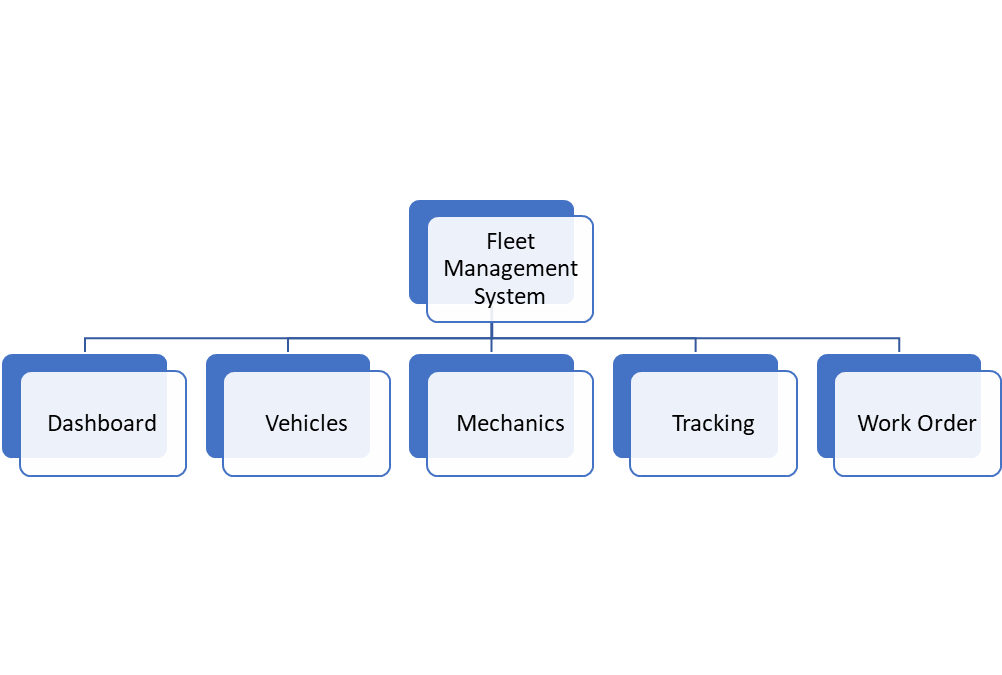 Fleet
Management
System
Dashboard
Vehicles
Mechanics
Tracking
Work Order